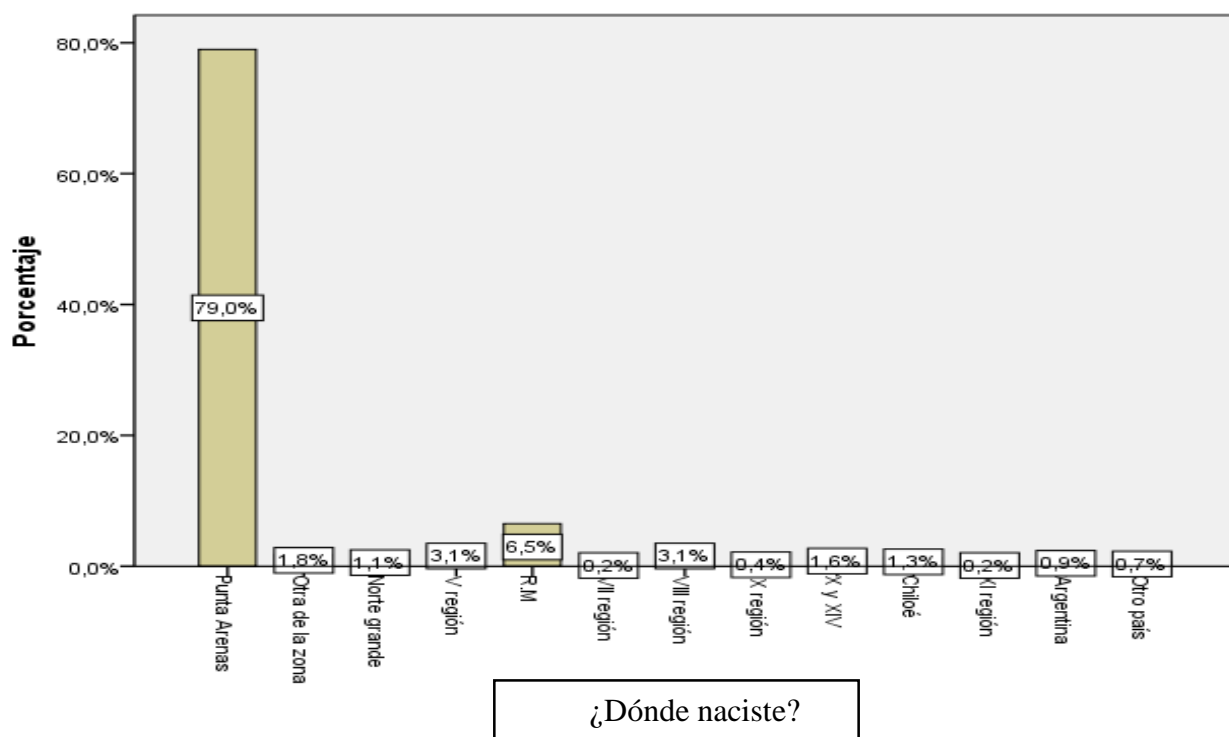 80,0%
60,0%
40,0%
20,0%
0,0%
Porcentaje
79,0%
1,8%
1,1%
3,1%
6,5%
0,2%
3,1%
0,4%
1,6%
1,3%
0,2%
0,9%
0,7%
Punta Arenas
Otra de la zona
Norte grande
V región
R.M
VII región
VIII región
X región
X y XIV
Chiloé
XI región
Argentina
Otro país
¿Dónde naciste?